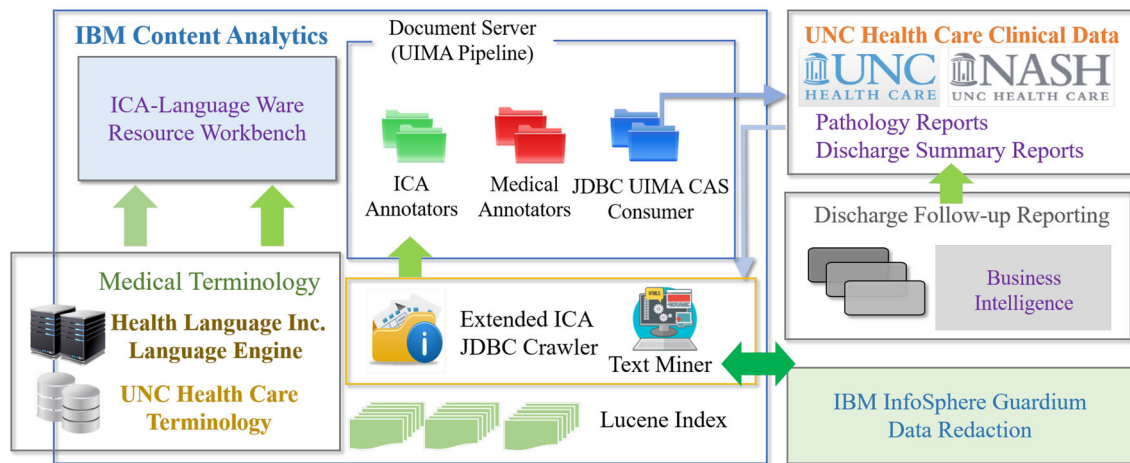 IBM Content Analytics
ICA-Language Ware
Resource Workbench
Document Server
(UIMA Pipeline)
ICA
Annotators
Medical
Annotators
JDBC UIMA CAS
Consumer
UNC Health Care Clinical Data
UNC
HEALTH CARE
NASH
UNC HEALTH CARE
Pathology Reports
Discharge Summary Reports
Medical Terminology
Health Language Inc.
Language Engine
UNC Health Care
Terminology
Extended ICA
JDBC Crawler
HTML5
Text Miner
Lucene Index
Discharge Follow-up Reporting
Business
Intelligence
IBM InfoSphere Guardium
Data Redaction